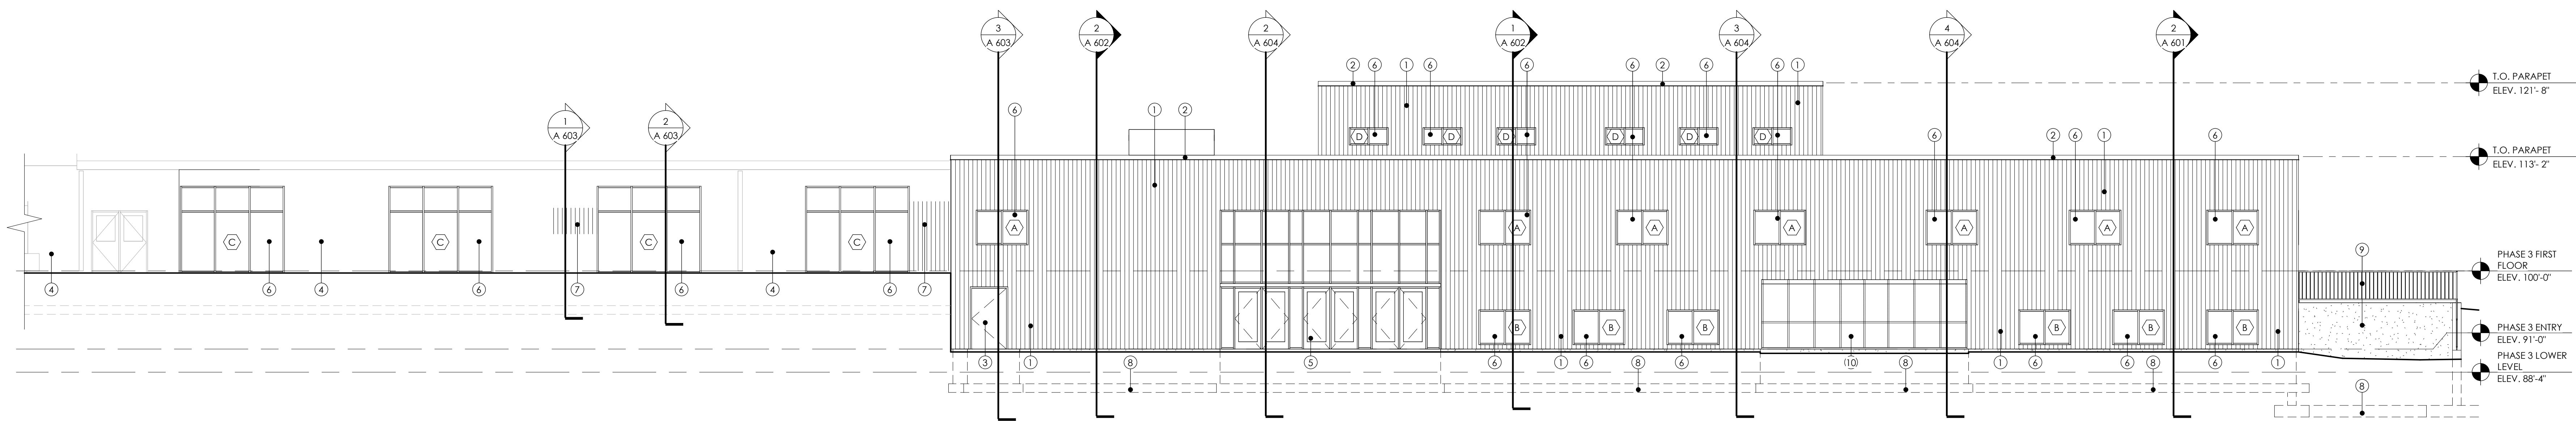 3
A 603
2
A 602
2
A 604
1
A 602
3
A 604
4
A 604
2
A 601
2
6
1
6
6
6
2
6
6
1
T.O. PARAPET
ELEV. 121'- 8"
1
A 603
2
A 603
6
1
2
D
D
D
D
D
D
6
2
6
1
6
T.O. PARAPET
ELEV. 113'- 2"
C
C
C
C
A
A
A
A
A
A
A
9
PHASE 3 FIRST
FLOOR
ELEV. 100'-0"
4
6
4
6
7
6
4
6
7
B
B
B
B
B
B
PHASE 3 ENTRY
ELEV. 91'-0"
3
1
8
5
6
1
6
8
6
(10)
8
1
6
6
8
6
1
PHASE 3 LOWER
LEVEL
ELEV. 88'-4"
8